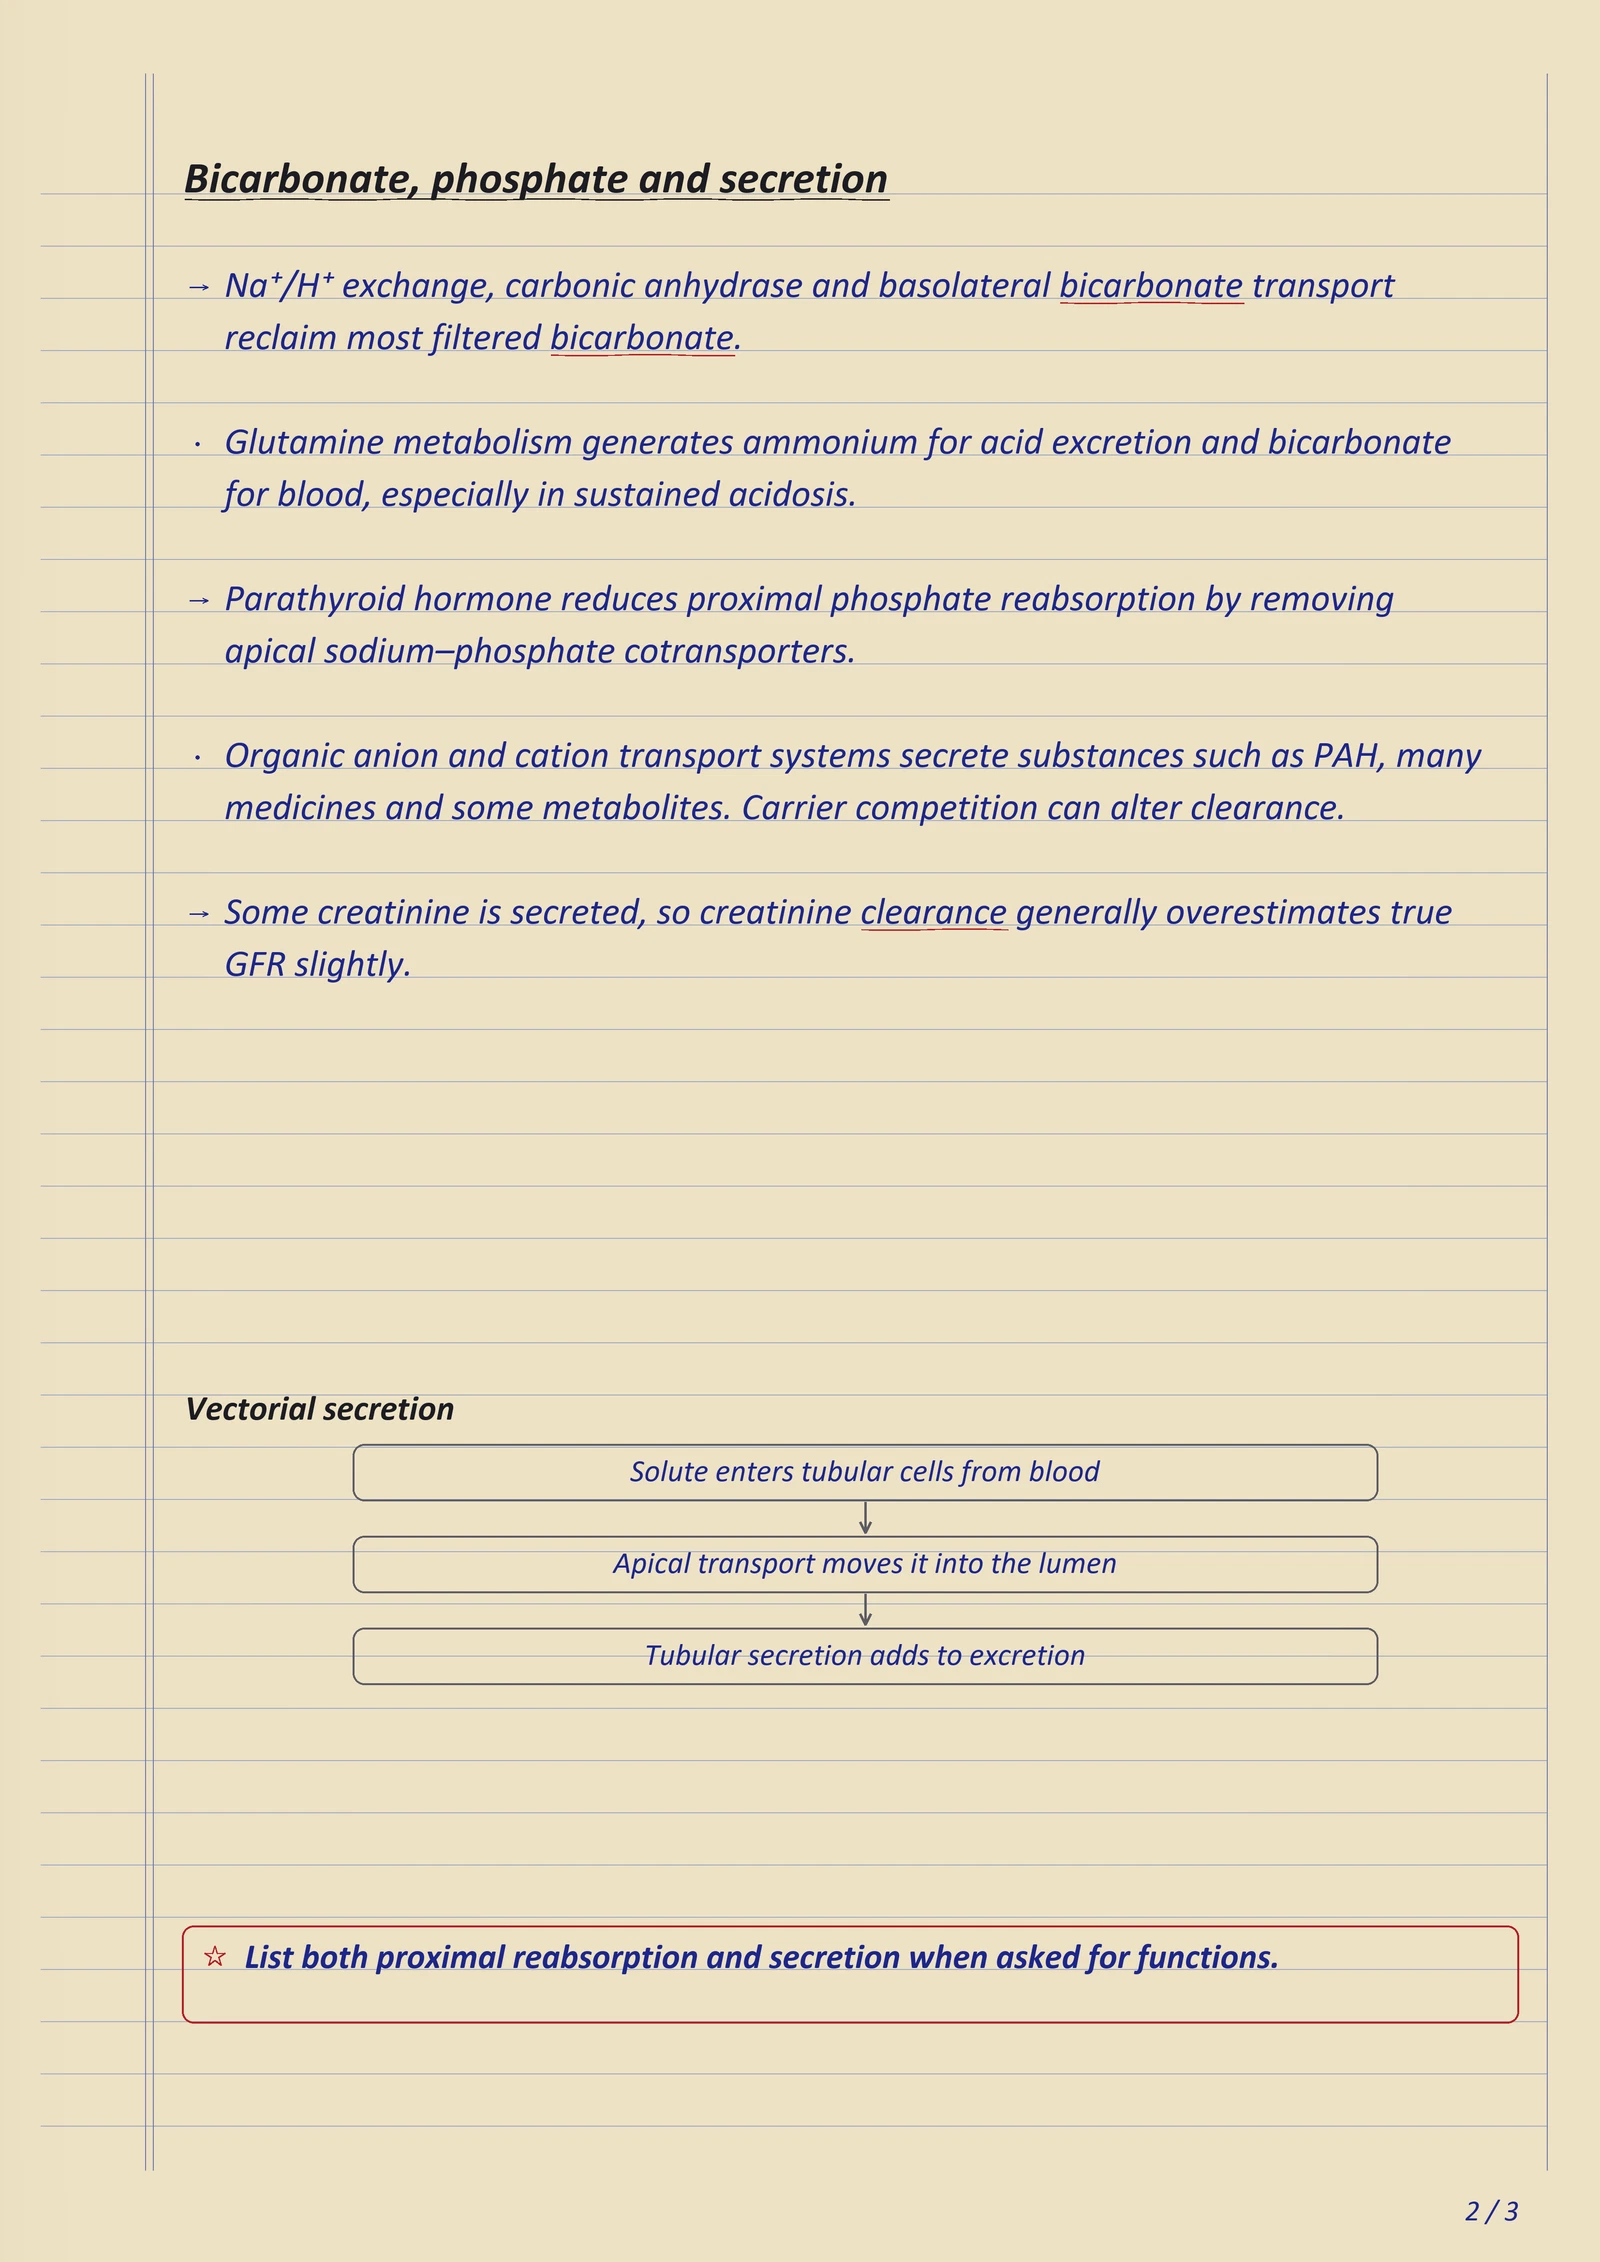 Bicarbonate, phosphate and secretion
→ Na⁺/H⁺ exchange, carbonic anhydrase and basolateral bicarbonate transport
reclaim most filtered bicarbonate.
· Glutamine metabolism generates ammonium for acid excretion and bicarbonate
for blood, especially in sustained acidosis.
→ Parathyroid hormone reduces proximal phosphate reabsorption by removing
apical sodium–phosphate cotransporters.
· Organic anion and cation transport systems secrete substances such as PAH, many
medicines and some metabolites. Carrier competition can alter clearance.
→ Some creatinine is secreted, so creatinine clearance generally overestimates true
GFR slightly.
Vectorial secretion
Solute enters tubular cells from blood
Apical transport moves it into the lumen
Tubular secretion adds to excretion
☆ List both proximal reabsorption and secretion when asked for functions.
2 / 3